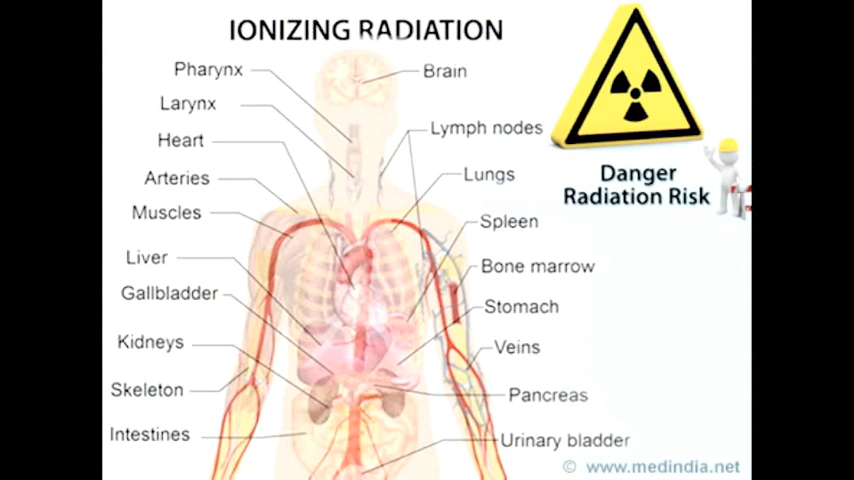 IONIZING RADIATION
Pharynx
Larynx
Heart
Arteries
Muscles
Liver
Gallbladder
Kidneys
Skeleton
Intestines
Brain
Lymph nodes
Lungs
Spleen
Bone marrow
Stomach
Veins
Pancreas
Urinary bladder
Danger
Radiation Risk
© www.medindia.net